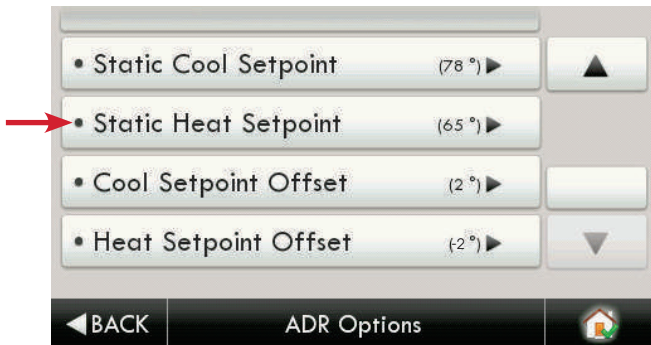 • Static Cool Setpoint (78 °)▶
• Static Heat Setpoint (65 °)▶
• Cool Setpoint Offset (2 °)▶
• Heat Setpoint Offset (-2 °)▶
◀BACK ADR Options